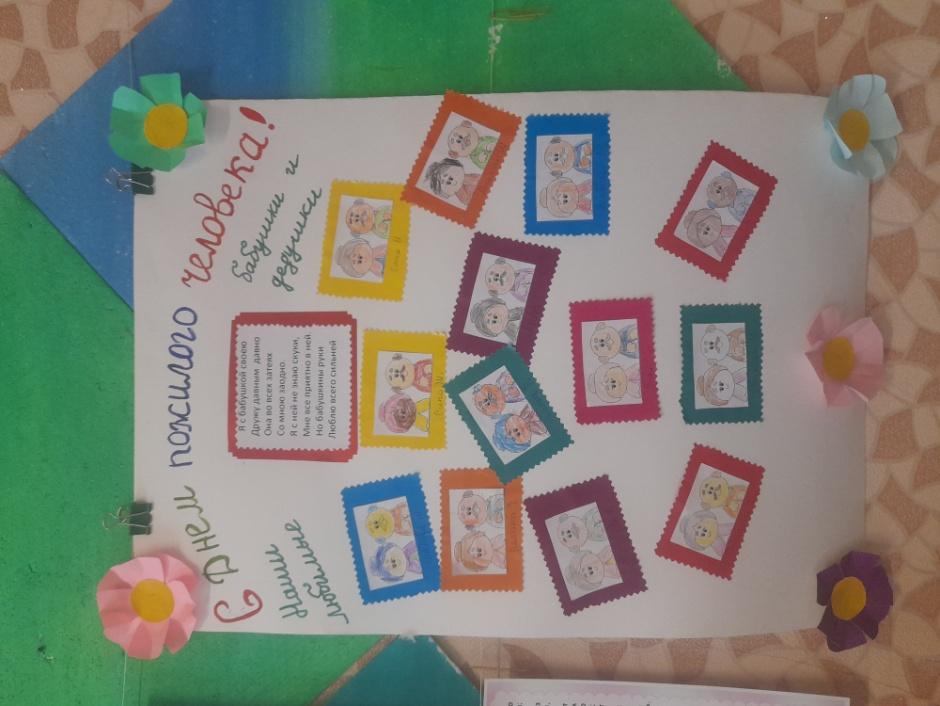 С днем пожилого человека!
Наши любимые бабушки и дедушки
Я с бабушкой своею
Дружу давным давно
Она во всех затеях
Со мною заодно.
Я с ней не знаю скуки,
Мне все приятно в ней.
Но бабушкины руки
Люблю всего сильней